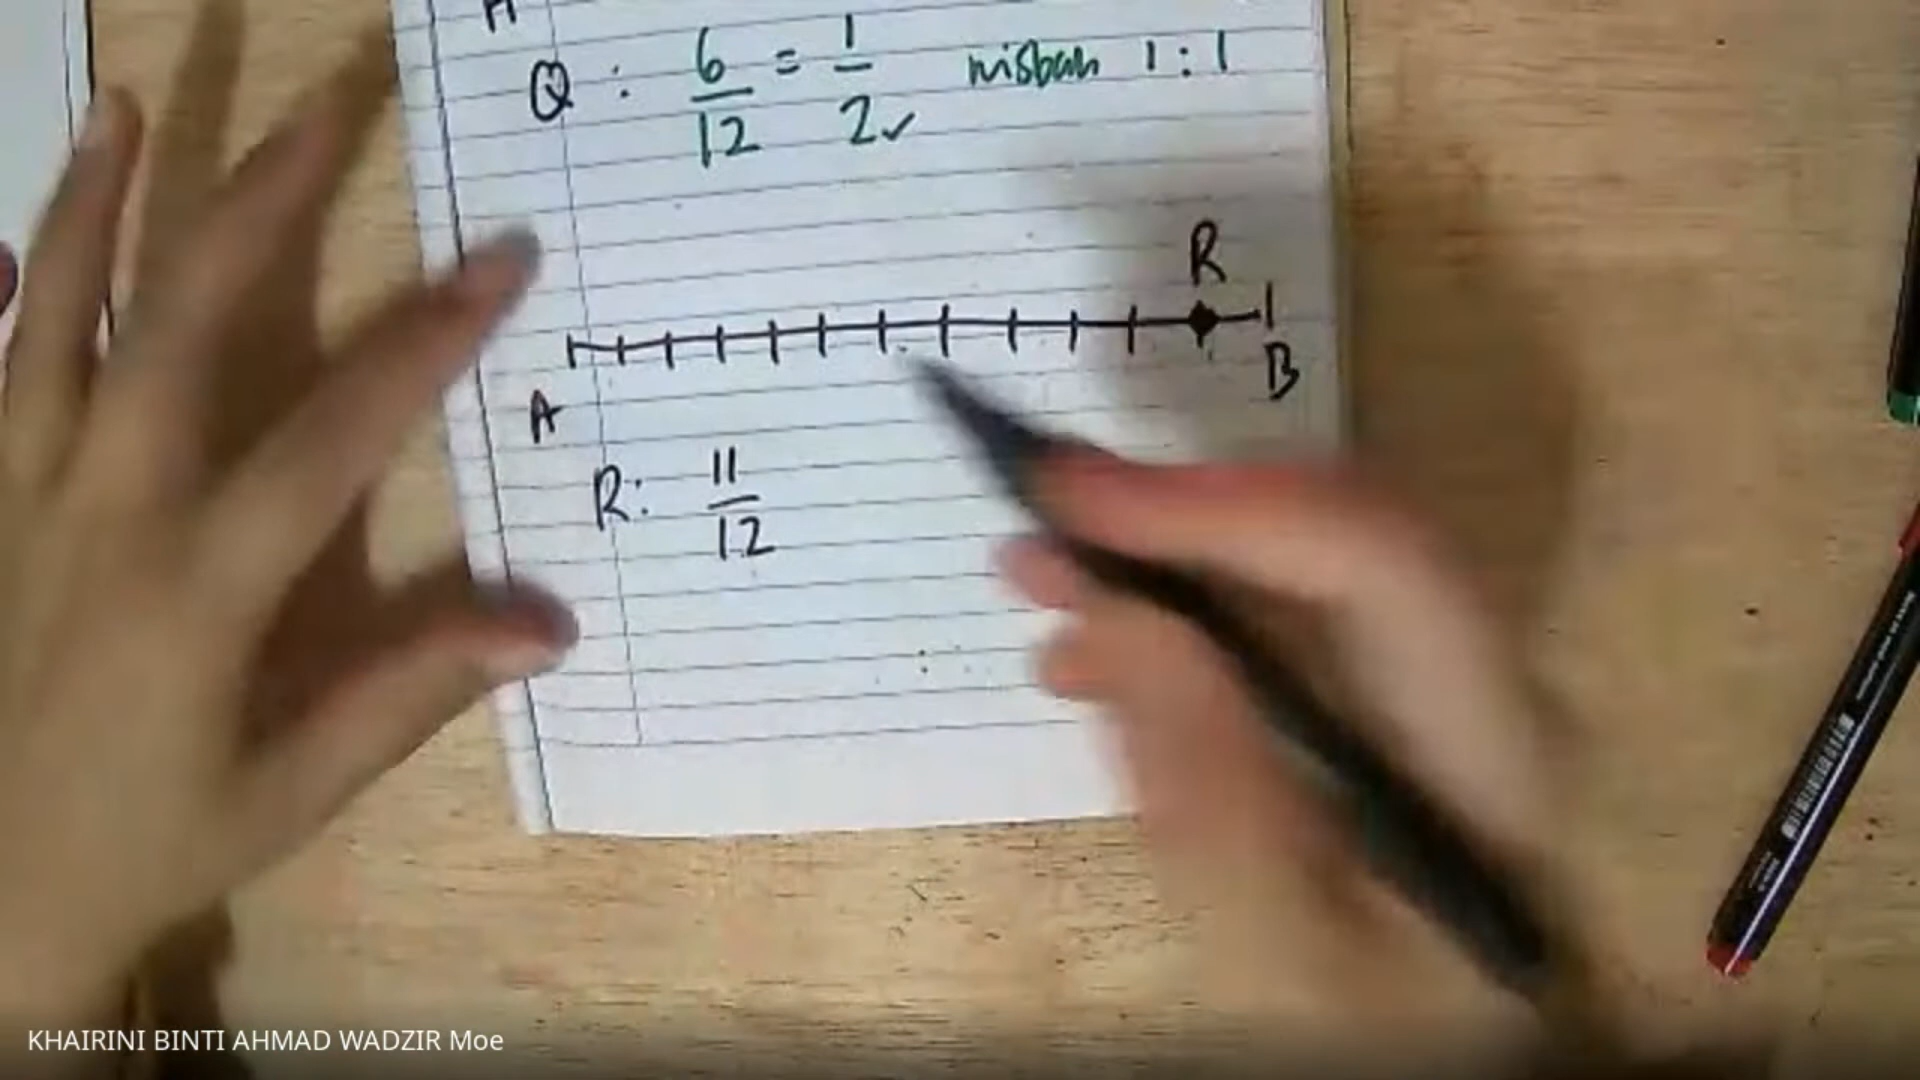 Q : 6/12 = 1/2 ✓ nisbah 1 : 1
R
A B
R: 11/12
KHAIRINI BINTI AHMAD WADZIR Moe